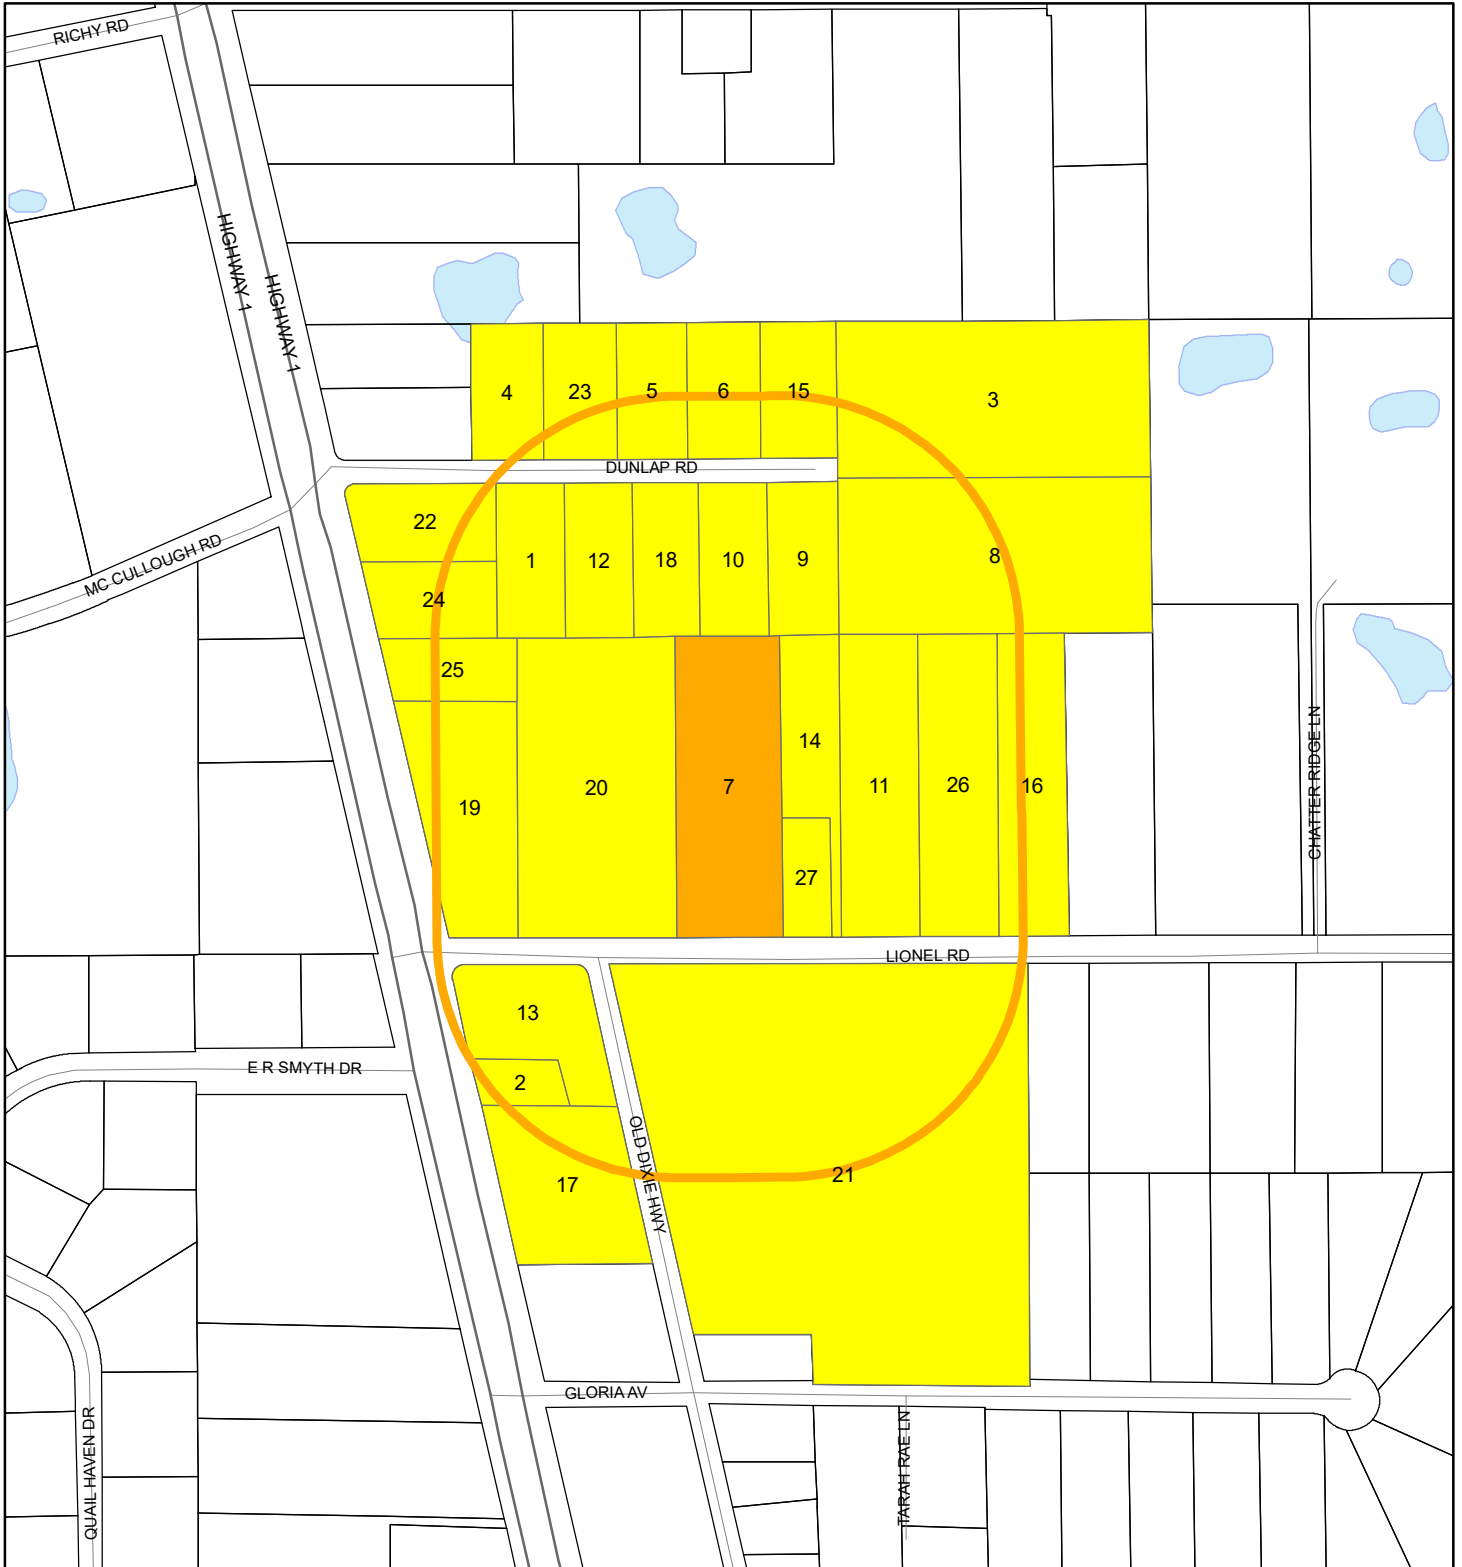 RICHY RD
HIGHWAY 1
HIGHWAY 1
4
23
5
6
15
3
DUNLAP RD
22
1
12
18
10
9
8
MC CULLOUGH RD
24
25
14
20
7
11
26
16
19
CHATTER RIDGE LN
27
LIONEL RD
13
E R SMYTH DR
2
OLD DIXIE HWY
17
21
GLORIA AV
QUAIL HAVEN DR
TARAH RAE LN